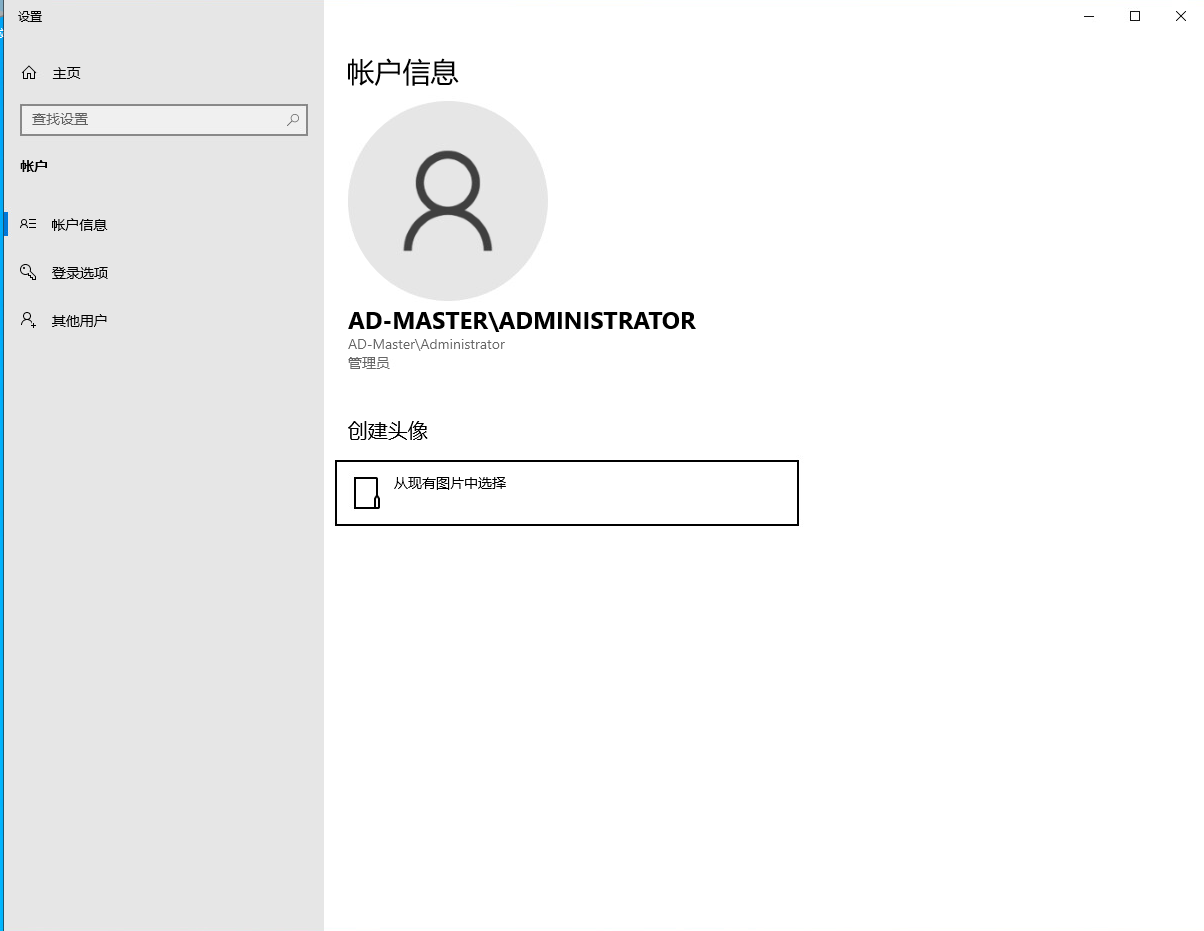 设置
主页
查找设置
帐户
帐户信息
登录选项
其他用户
帐户信息
AD-MASTER\ADMINISTRATOR
AD-Master\Administrator
管理员
创建头像
从现有图片中选择